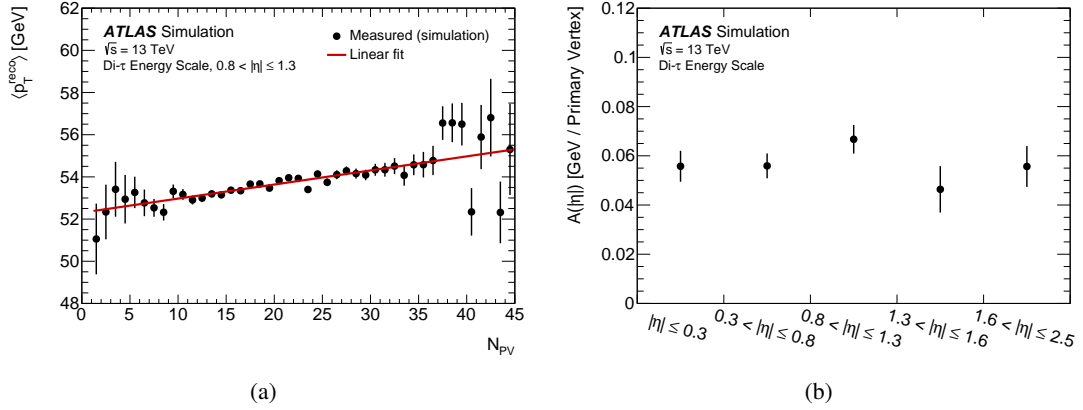 ⟨p_T^reco⟩ [GeV]
62
60
58
56
54
52
50
48
ATLAS Simulation
√s = 13 TeV
Di-τ Energy Scale, 0.8 < |η| ≤ 1.3
Measured (simulation)
Linear fit
0 5 10 15 20 25 30 35 40 45
N_PV
(a)
A(|η|) [GeV / Primary Vertex]
0.12
0.1
0.08
0.06
0.04
0.02
0
ATLAS Simulation
√s = 13 TeV
Di-τ Energy Scale
|η| ≤ 0.3
0.3 < |η| ≤ 0.8
0.8 < |η| ≤ 1.3
1.3 < |η| ≤ 1.6
1.6 < |η| ≤ 2.5
(b)